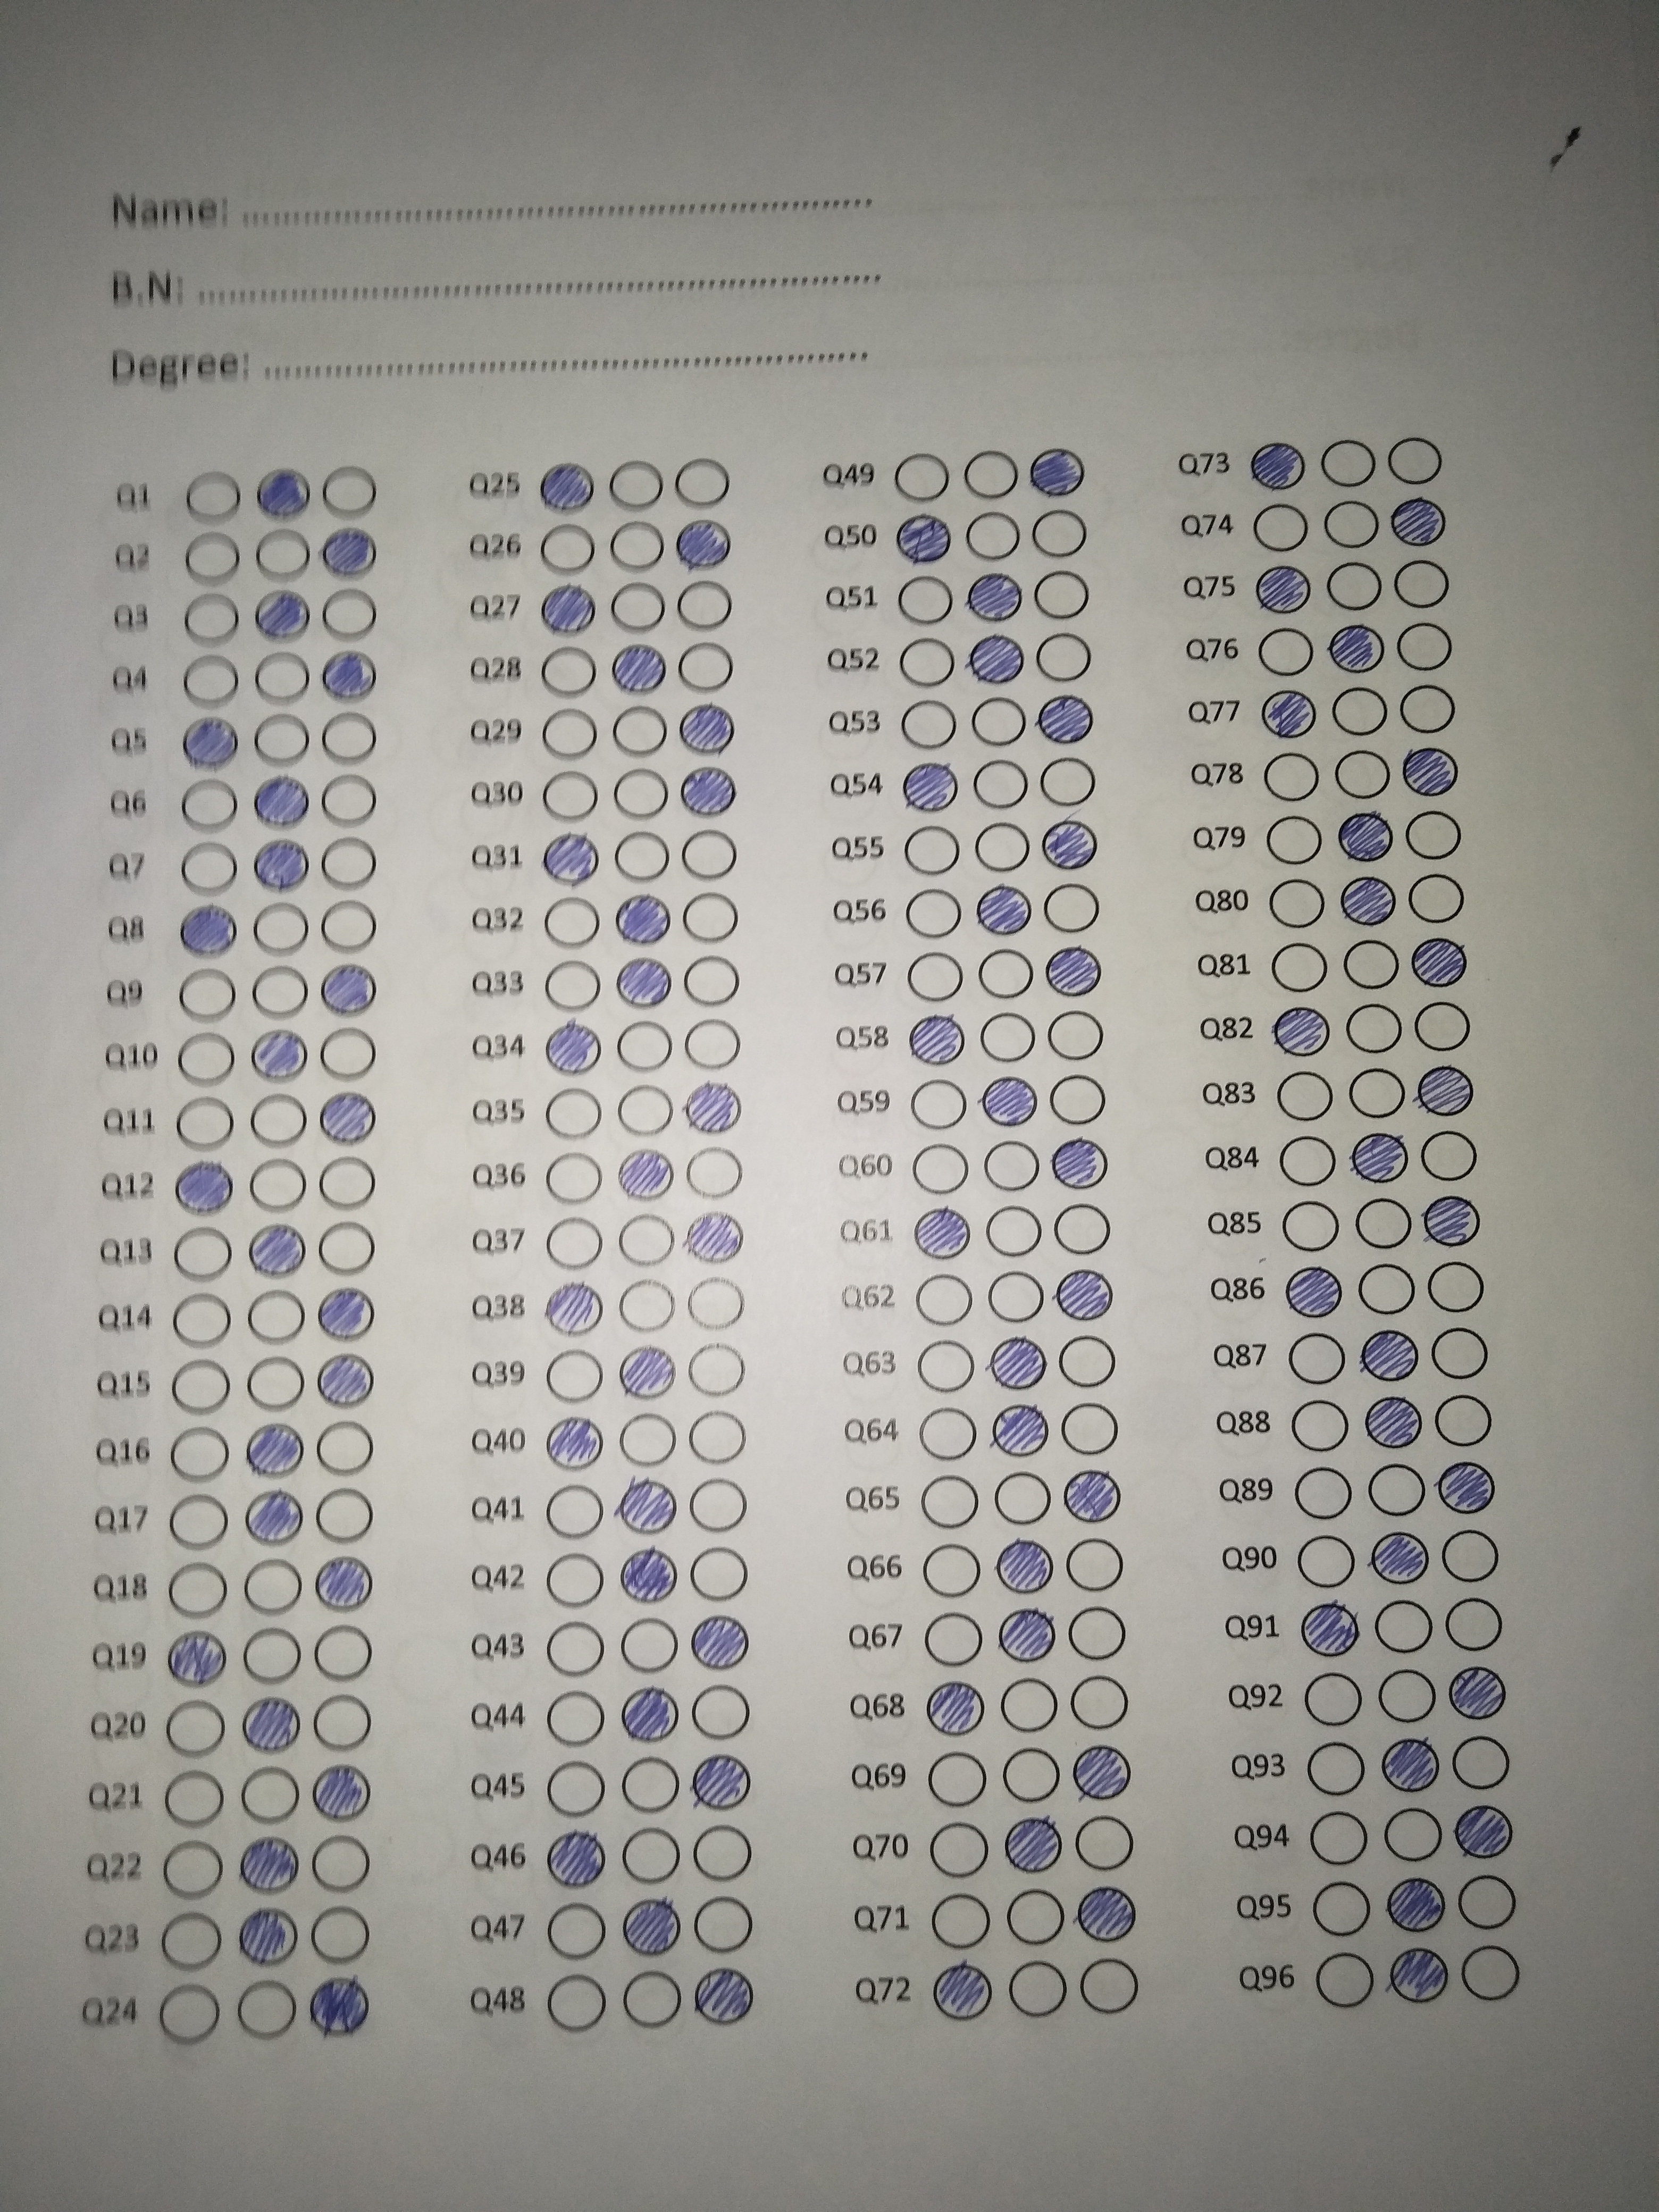 Name: ........................................................................
B.N: ..............................................................................
Degree: .....................................................................
Q1 Q25 Q49 Q73
Q2 Q26 Q50 Q74
Q3 Q27 Q51 Q75
Q4 Q28 Q52 Q76
Q5 Q29 Q53 Q77
Q6 Q30 Q54 Q78
Q7 Q31 Q55 Q79
Q8 Q32 Q56 Q80
Q9 Q33 Q57 Q81
Q10 Q34 Q58 Q82
Q11 Q35 Q59 Q83
Q12 Q36 Q60 Q84
Q13 Q37 Q61 Q85
Q14 Q38 Q62 Q86
Q15 Q39 Q63 Q87
Q16 Q40 Q64 Q88
Q17 Q41 Q65 Q89
Q18 Q42 Q66 Q90
Q19 Q43 Q67 Q91
Q20 Q44 Q68 Q92
Q21 Q45 Q69 Q93
Q22 Q46 Q70 Q94
Q23 Q47 Q71 Q95
Q24 Q48 Q72 Q96